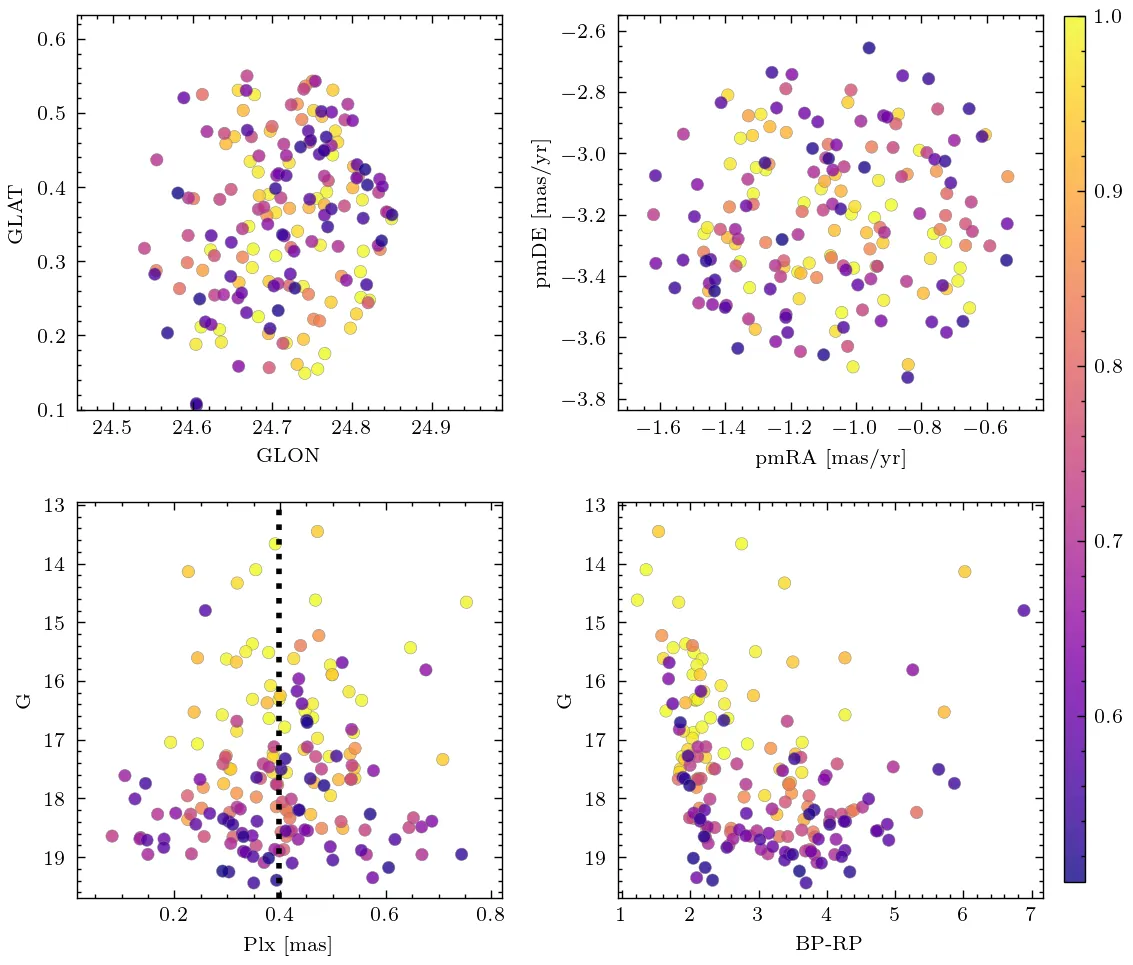 0.6
0.5
0.4
0.3
0.2
0.1
GLAT
24.5 24.6 24.7 24.8 24.9
GLON
−2.6
−2.8
−3.0
−3.2
−3.4
−3.6
−3.8
pmDE [mas/yr]
−1.6 −1.4 −1.2 −1.0 −0.8 −0.6
pmRA [mas/yr]
1.0
0.9
0.8
0.7
0.6
13
14
15
16
17
18
19
G
0.2 0.4 0.6 0.8
Plx [mas]
13
14
15
16
17
18
19
G
1 2 3 4 5 6 7
BP-RP